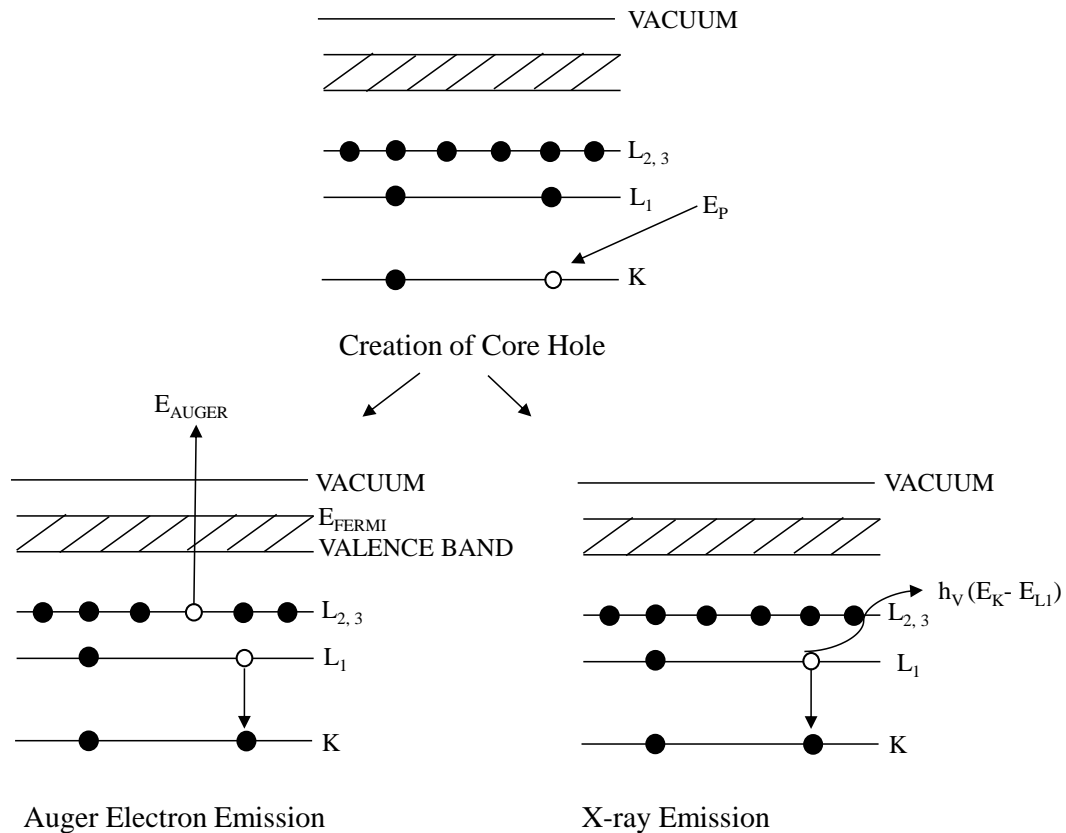 VACUUM
L2, 3
L1
EP
K
Creation of Core Hole
EAUGER
VACUUM
EFERMI
VALENCE BAND
L2, 3
L1
K
Auger Electron Emission
VACUUM
hV (EK- EL1)
L2, 3
L1
K
X-ray Emission